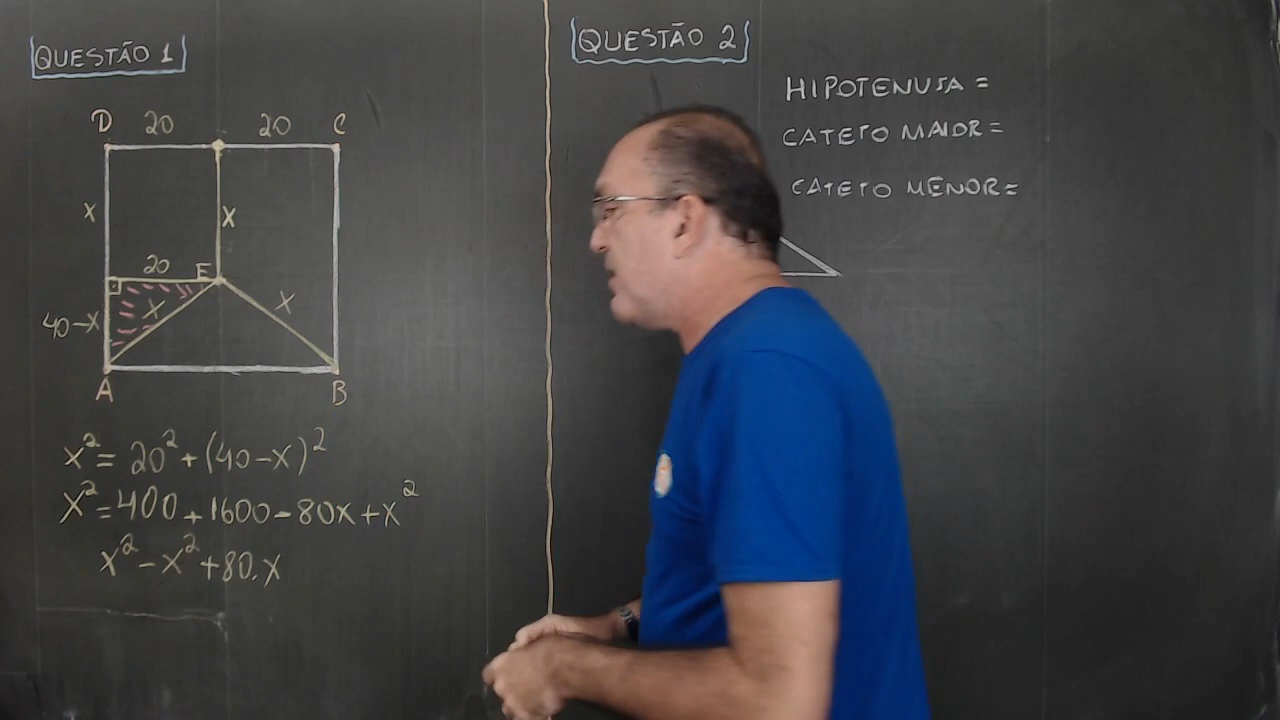 QUESTÃO 1
D 20 20 C
x x
20 E
40-x x x
A B
x² = 20² + (40-x)²
x² = 400 + 1600 - 80x + x²
x² - x² + 80.x
QUESTÃO 2
HIPOTENUSA =
CATETO MAIOR =
CATETO MENOR =